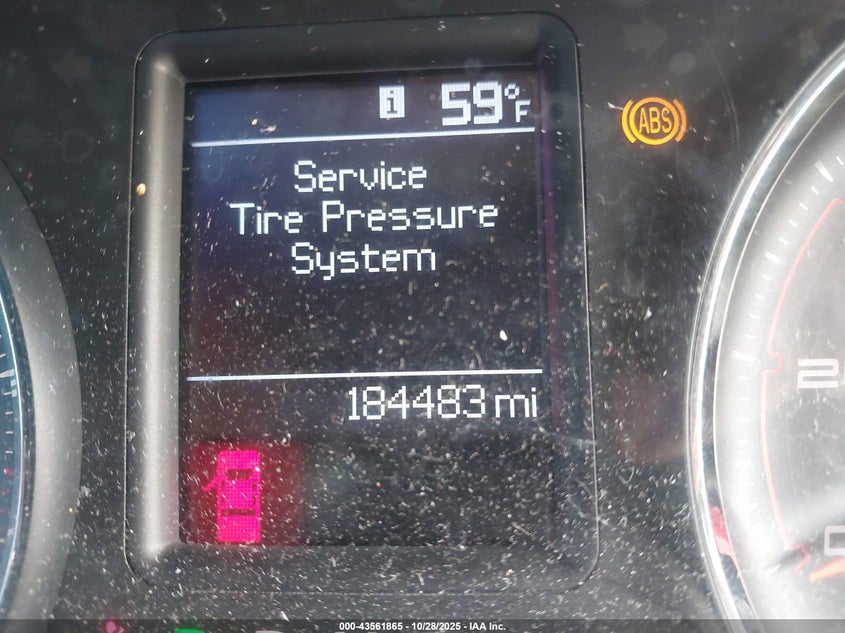 i 59°F
ABS
Service
Tire Pressure
System
184483 mi
000-43561865 - 10/28/2025 - IAA Inc.